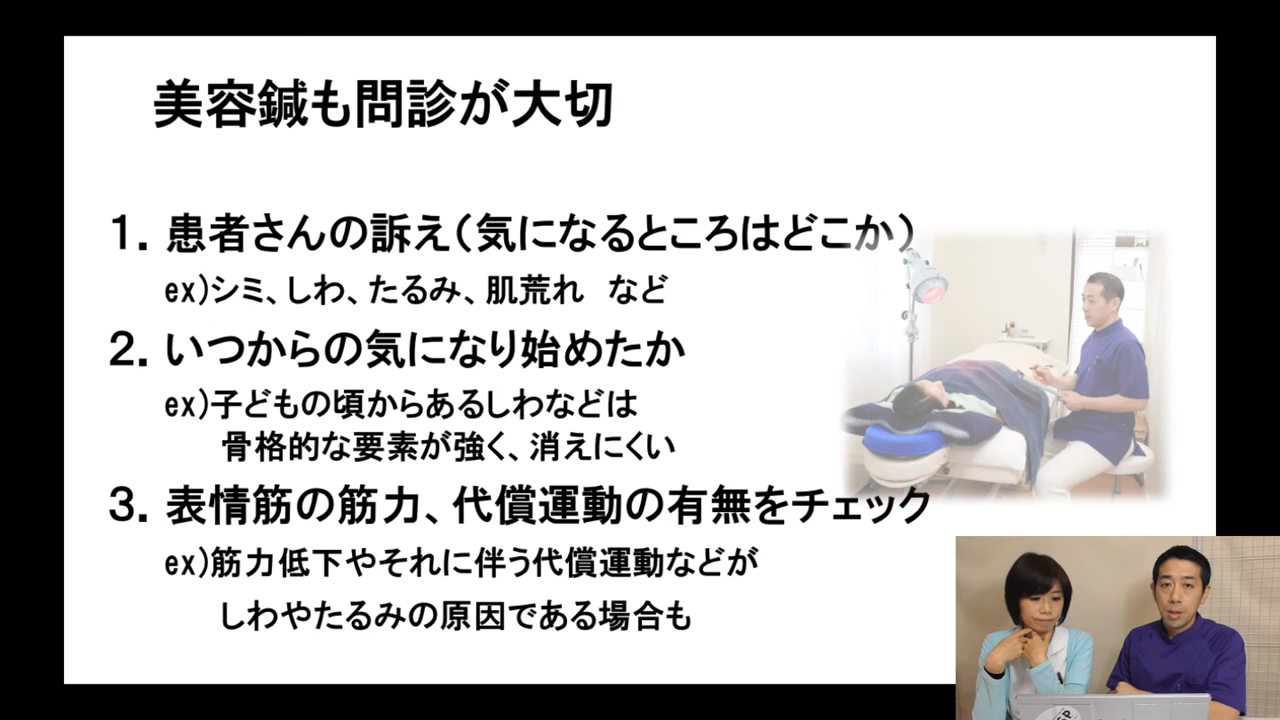 美容鍼も問診が大切
1. 患者さんの訴え(気になるところはどこか)
ex)シミ、しわ、たるみ、肌荒れ など
2. いつからの気になり始めたか
ex)子どもの頃からあるしわなどは
骨格的な要素が強く、消えにくい
3. 表情筋の筋力、代償運動の有無をチェック
ex)筋力低下やそれに伴う代償運動などが
しわやたるみの原因である場合も